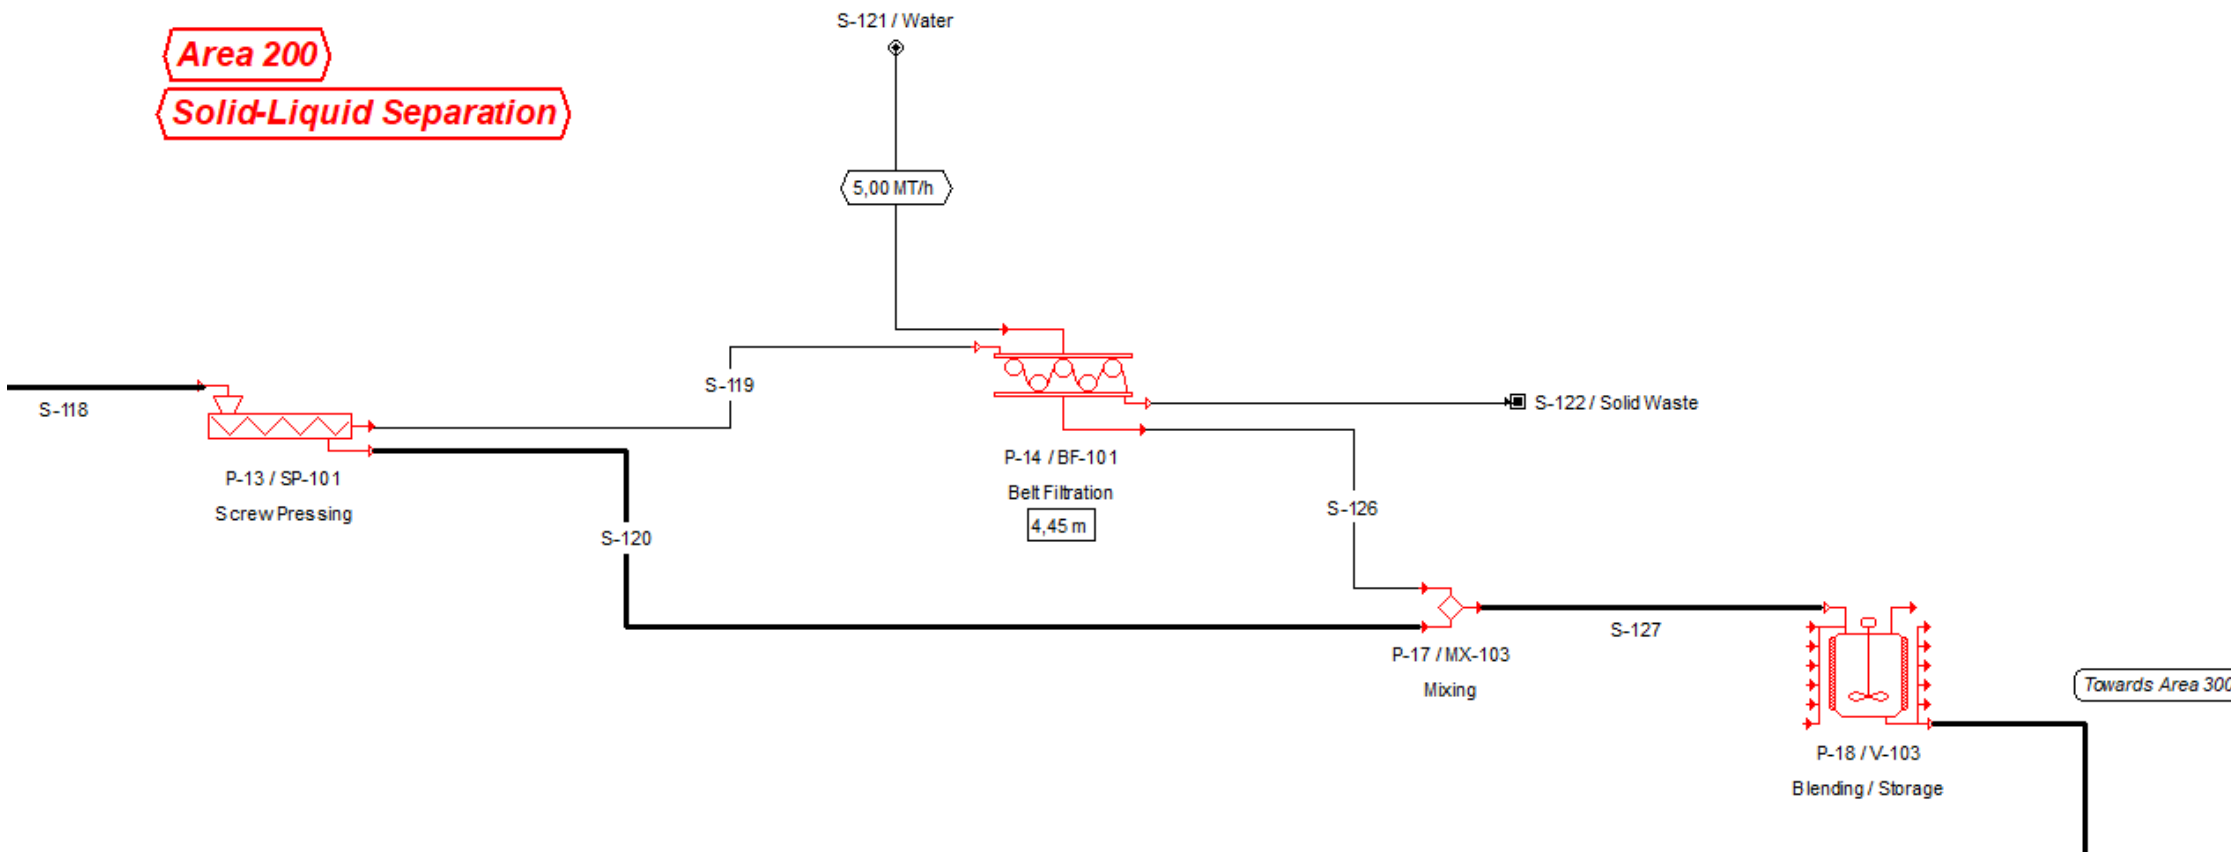 S-121 / Water
Area 200
Solid-Liquid Separation
5,00 MT/h
S-119
S-118
S-122 / Solid Waste
P-14 / BF-101
Belt Filtration
4,45 m
P-13 / SP-101
Screw Pressing
S-126
S-120
S-127
P-17 / MX-103
Mixing
Towards Area 300
P-18 / V-103
Blending / Storage